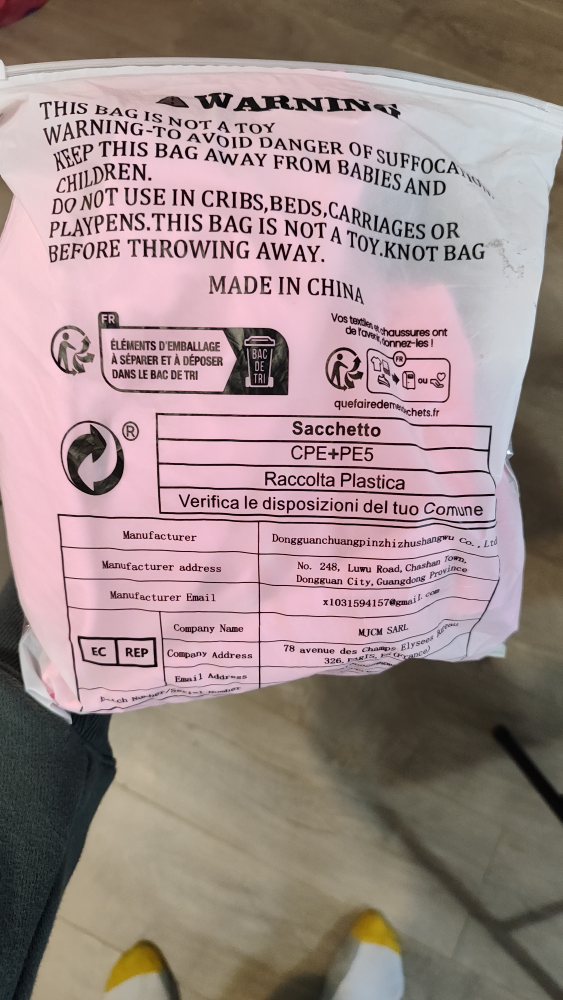 WARNING
THIS BAG IS NOT A TOY
WARNING-TO AVOID DANGER OF
KEEP THIS BAG AWAY FROM BABIES AND
CHILDREN.
DO NOT USE IN CRIBS,BEDS,CARRIAGES OR
PLAYPENS.THIS BAG IS NOT A TOY.KNOT BAG
BEFORE THROWING AWAY.
MADE IN CHINA
FR
ÉLÉMENTS D'EMBALLAGE
À SÉPARER ET À DÉPOSER
DANS LE BAC DE TRI
BAC
DE
TRI
Vos textiles et chaussures ont
de l'avenir,
FR
OU
Sacchetto
CPE+PE5
Raccolta Plastica
Verifica le disposizioni del tuo Comune
®
Manufacturer
Dongguanchuangpinzhizhushangwu Co., Ltd
Manufacturer address
No. 248, Luwu Road, Chashan Town,
Dongguan City, Guangdong Province
Manufacturer Email
x1031594157@gmail.com
EC REP
Company Name
MJCM SARL
Company Address
78 avenue des Champs Elysees
326,
Email Address
Batch Number/Serial Number